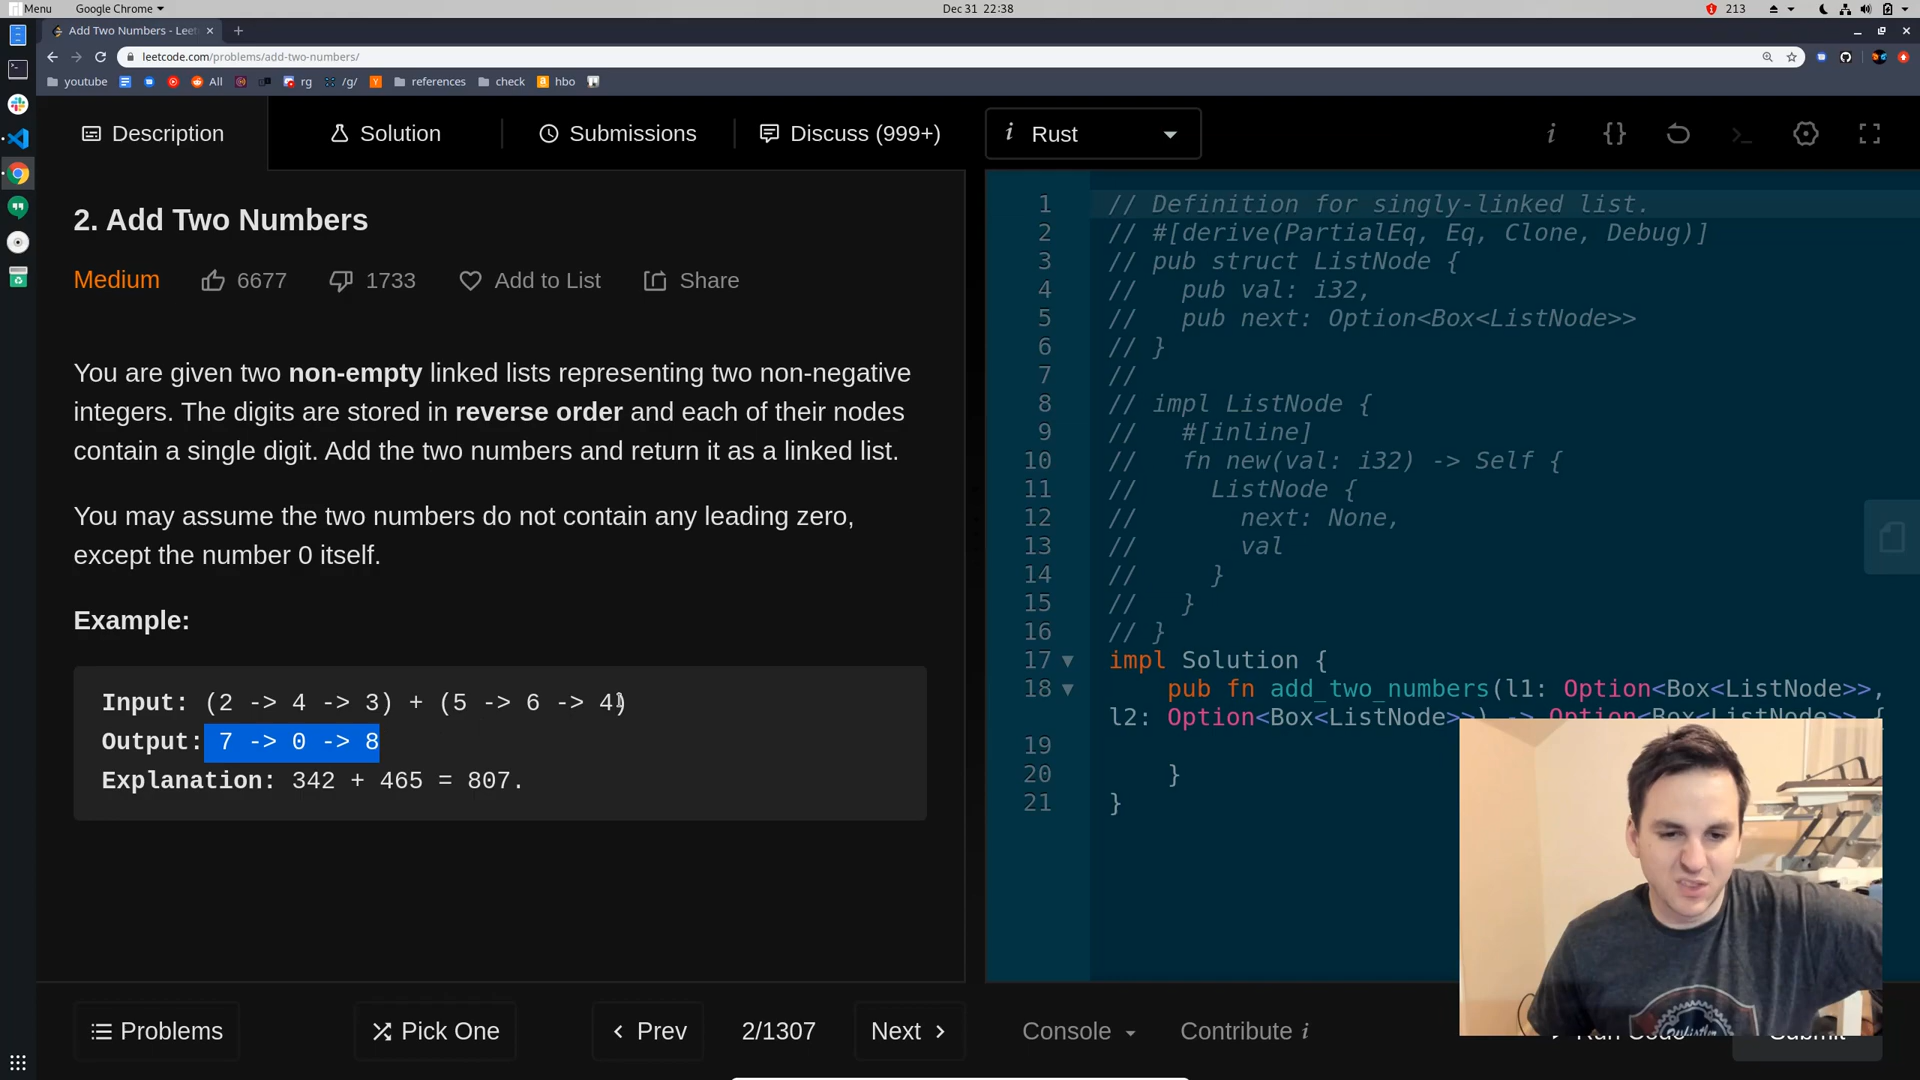 Menu Google Chrome Dec 31 22:38 213
Add Two Numbers - Leet
leetcode.com/problems/add-two-numbers/
youtube All rg /g/ references check hbo
Description Solution Submissions Discuss (999+)
i Rust
2. Add Two Numbers
Medium 6677 1733 Add to List Share
You are given two non-empty linked lists representing two non-negative
integers. The digits are stored in reverse order and each of their nodes
contain a single digit. Add the two numbers and return it as a linked list.
You may assume the two numbers do not contain any leading zero,
except the number 0 itself.
Example:
Input: (2 -> 4 -> 3) + (5 -> 6 -> 4)
Output: 7 -> 0 -> 8
Explanation: 342 + 465 = 807.
1 // Definition for singly-linked list.
2 // #[derive(PartialEq, Eq, Clone, Debug)]
3 // pub struct ListNode {
4 // pub val: i32,
5 // pub next: Option<Box<ListNode>>
6 // }
7 //
8 // impl ListNode {
9 // #[inline]
10 // fn new(val: i32) -> Self {
11 // ListNode {
12 // next: None,
13 // val
14 // }
15 // }
16 // }
17 impl Solution {
18 pub fn add_two_numbers(l1: Option<Box<ListNode>>,
l2: Option<Box<ListNode>>) -> Option<Box<ListNode>> {
19
20 }
21 }
Problems Pick One Prev 2/1307 Next Console Contribute i Run Code Submit